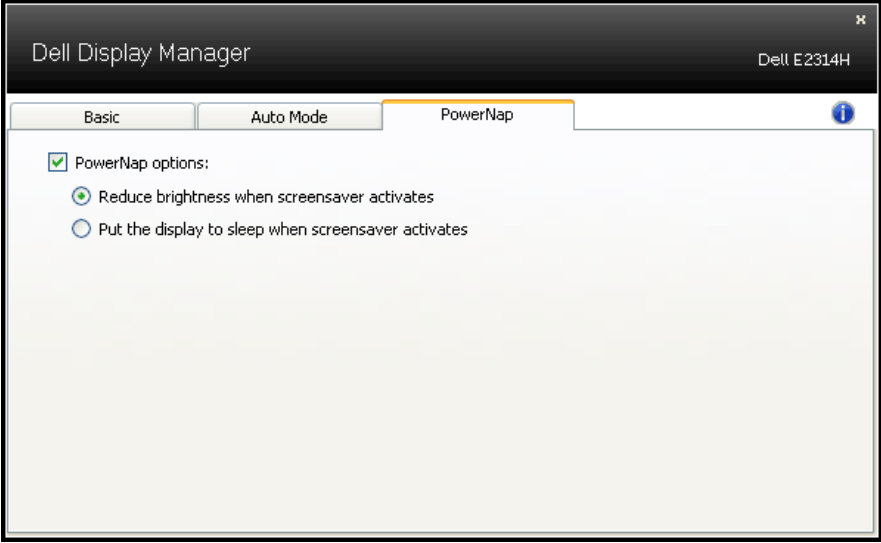 Dell Display Manager
Dell E2314H
Basic Auto Mode PowerNap
PowerNap options:
Reduce brightness when screensaver activates
Put the display to sleep when screensaver activates